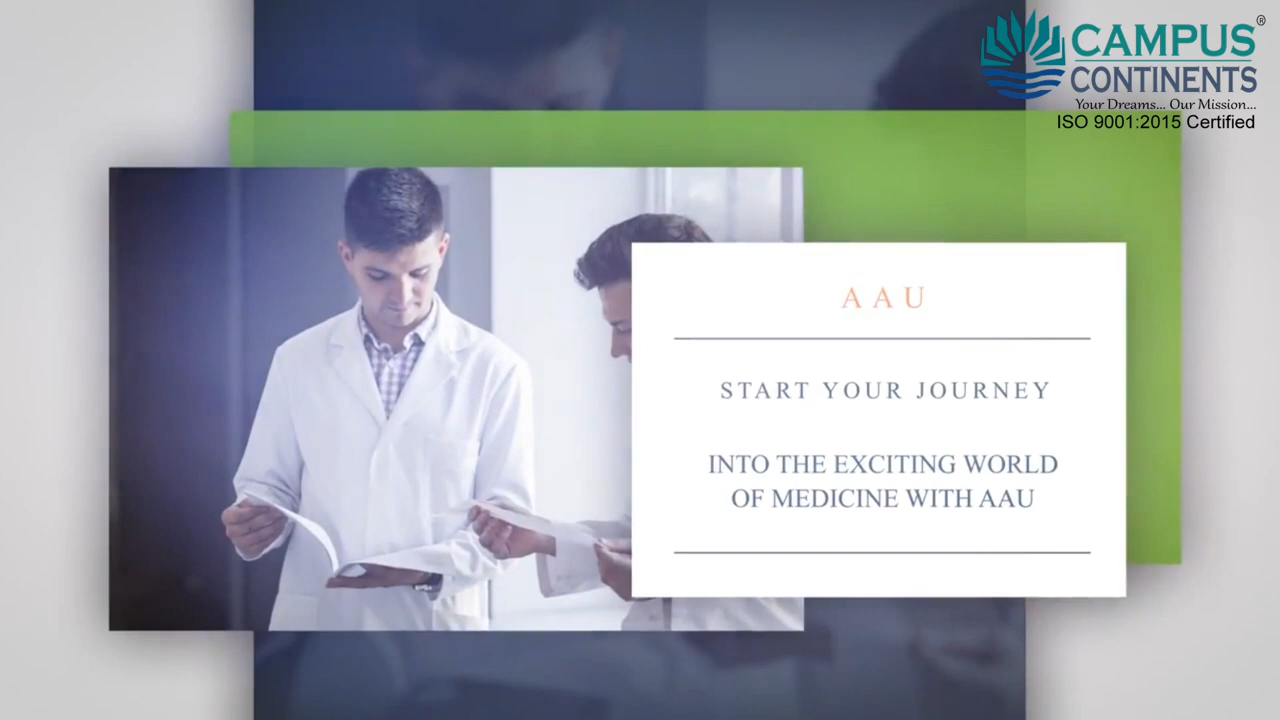 CAMPUS®
CONTINENTS
Your Dreams... Our Mission...
ISO 9001:2015 Certified
AAU
START YOUR JOURNEY
INTO THE EXCITING WORLD
OF MEDICINE WITH AAU